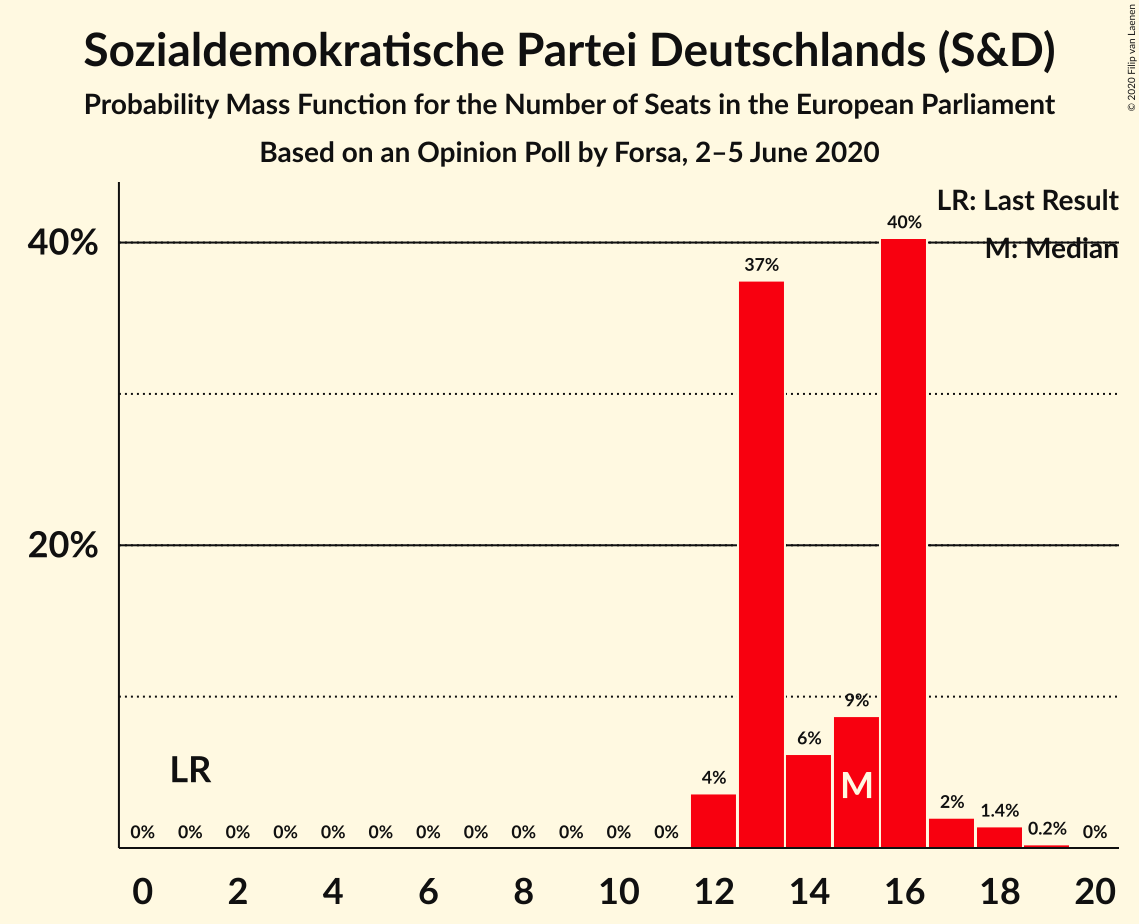 Sozialdemokratische Partei Deutschlands (S&D)
Probability Mass Function for the Number of Seats in the European Parliament
Based on an Opinion Poll by Forsa, 2–5 June 2020
© 2020 Filip van Laenen
LR: Last Result
M: Median
40%
20%
40%
37%
9%
6%
4%
2%
1.4%
0.2%
0%
LR
M
0% 0% 0% 0% 0% 0% 0% 0% 0% 0% 0% 0%
0 2 4 6 8 10 12 14 16 18 20